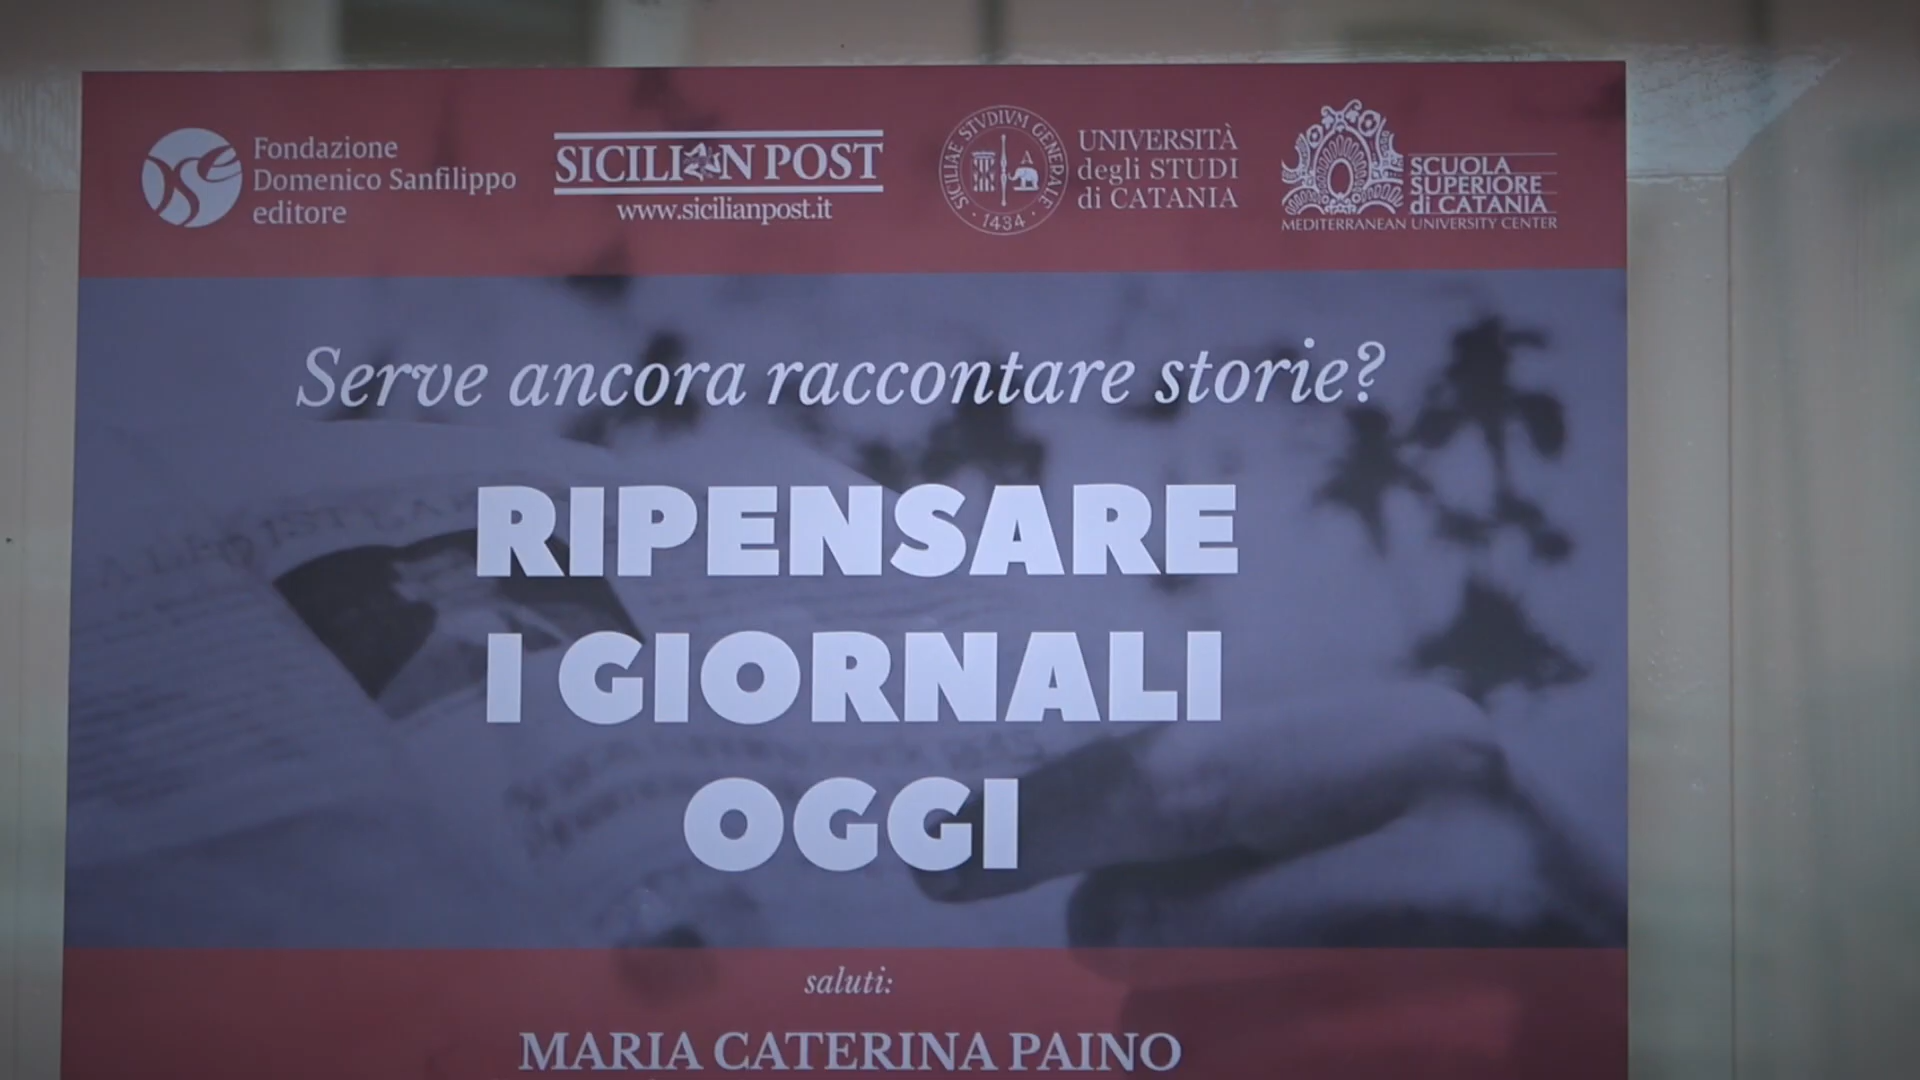 Fondazione
Domenico Sanfilippo
editore
SICILIAN POST
www.sicilianpost.it
SICILIAE STVDIVM GENERALE
1434
UNIVERSITÀ
degli STUDI
di CATANIA
SCUOLA
SUPERIORE
di CATANIA
MEDITERRANEAN UNIVERSITY CENTER
Serve ancora raccontare storie?
RIPENSARE
I GIORNALI
OGGI
saluti:
MARIA CATERINA PAINO